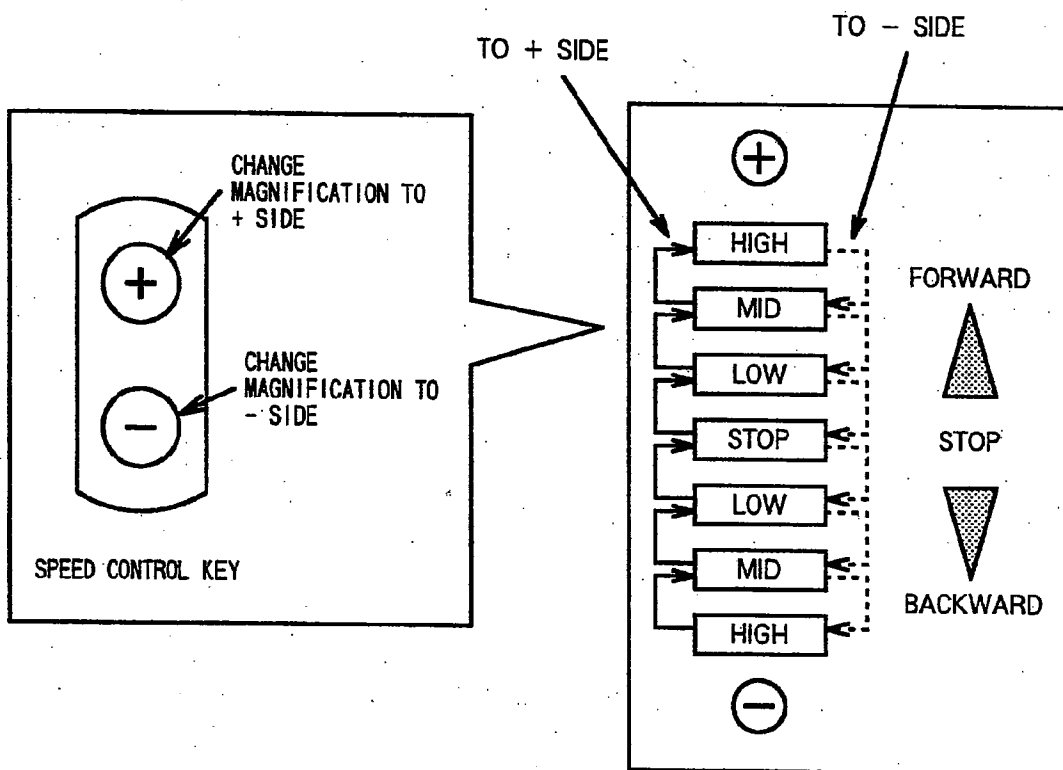 TO + SIDE
TO - SIDE
CHANGE
MAGNIFICATION TO
+ SIDE
+
CHANGE
MAGNIFICATION TO
- SIDE
−
SPEED CONTROL KEY
+
HIGH
MID
LOW
STOP
LOW
MID
HIGH
−
FORWARD
STOP
BACKWARD